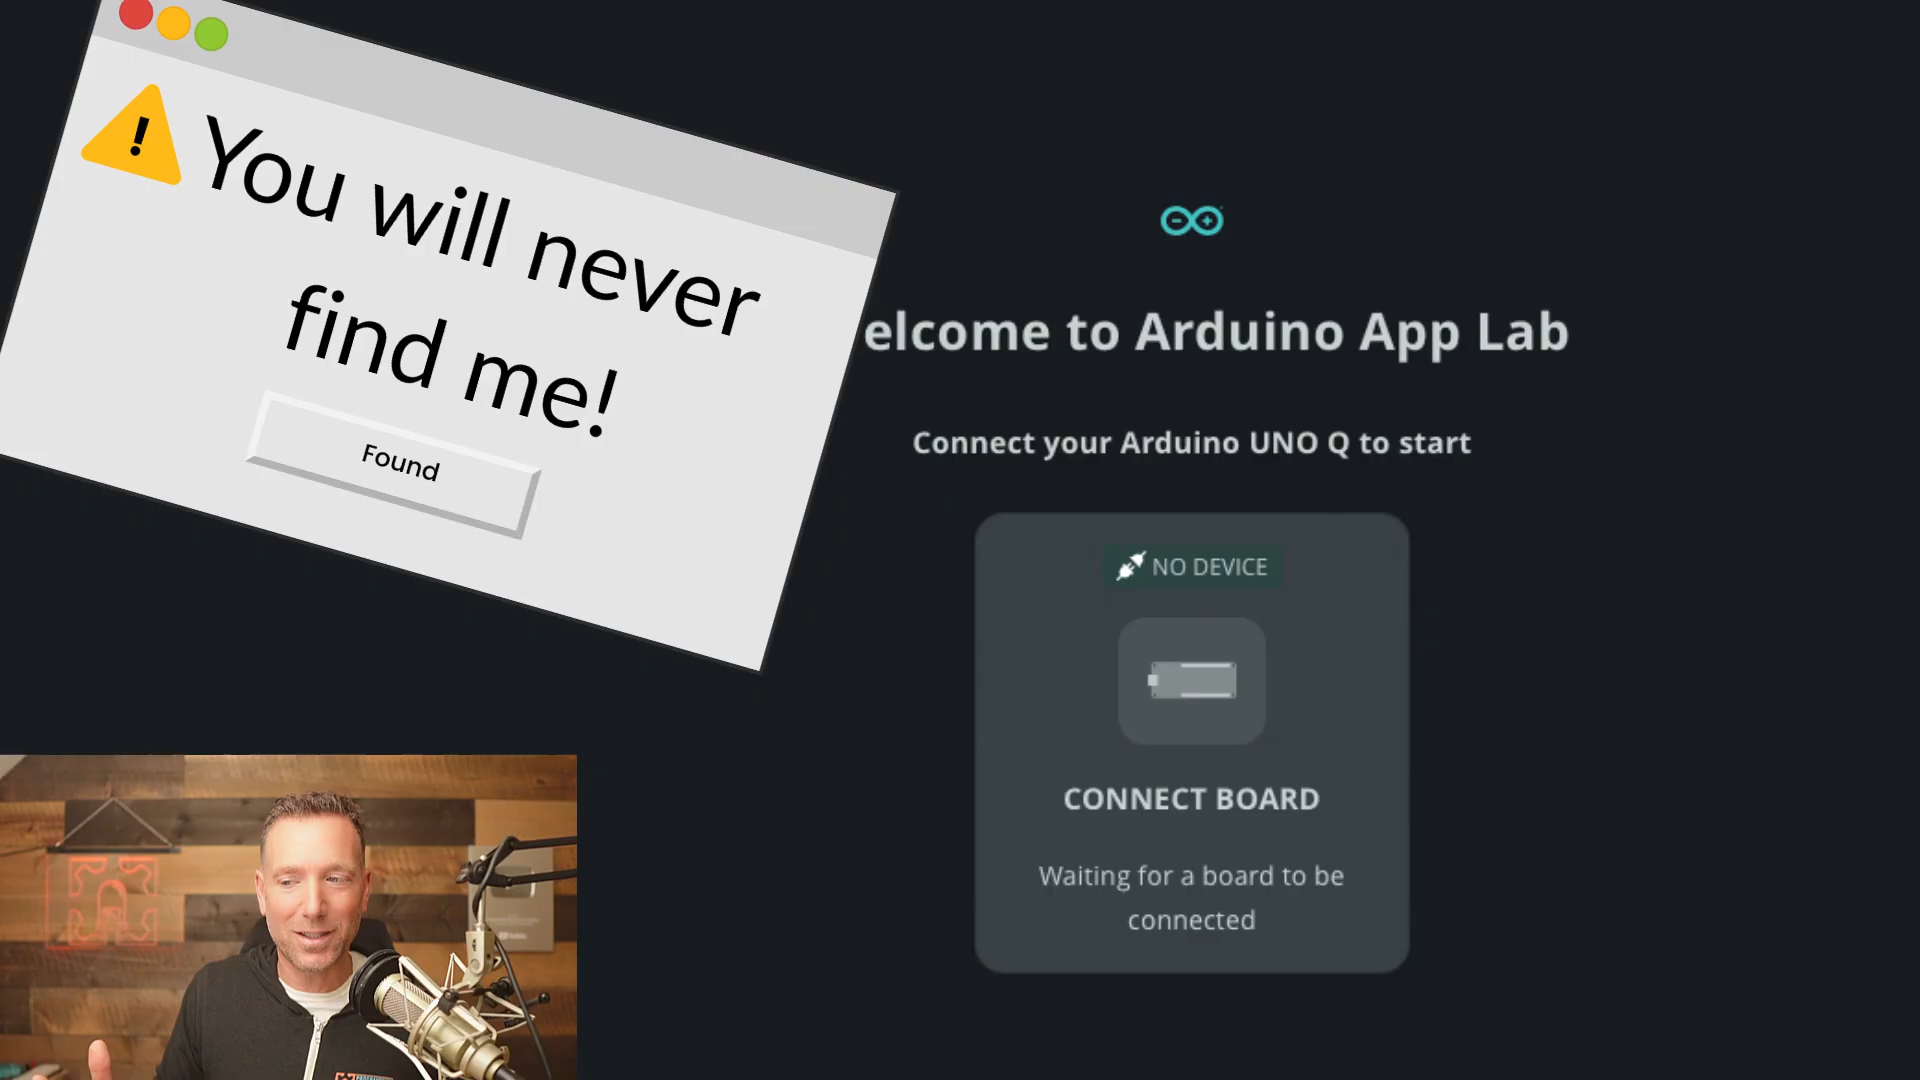 You will never
find me!
Found
elcome to Arduino App Lab
Connect your Arduino UNO Q to start
NO DEVICE
CONNECT BOARD
Waiting for a board to be
connected